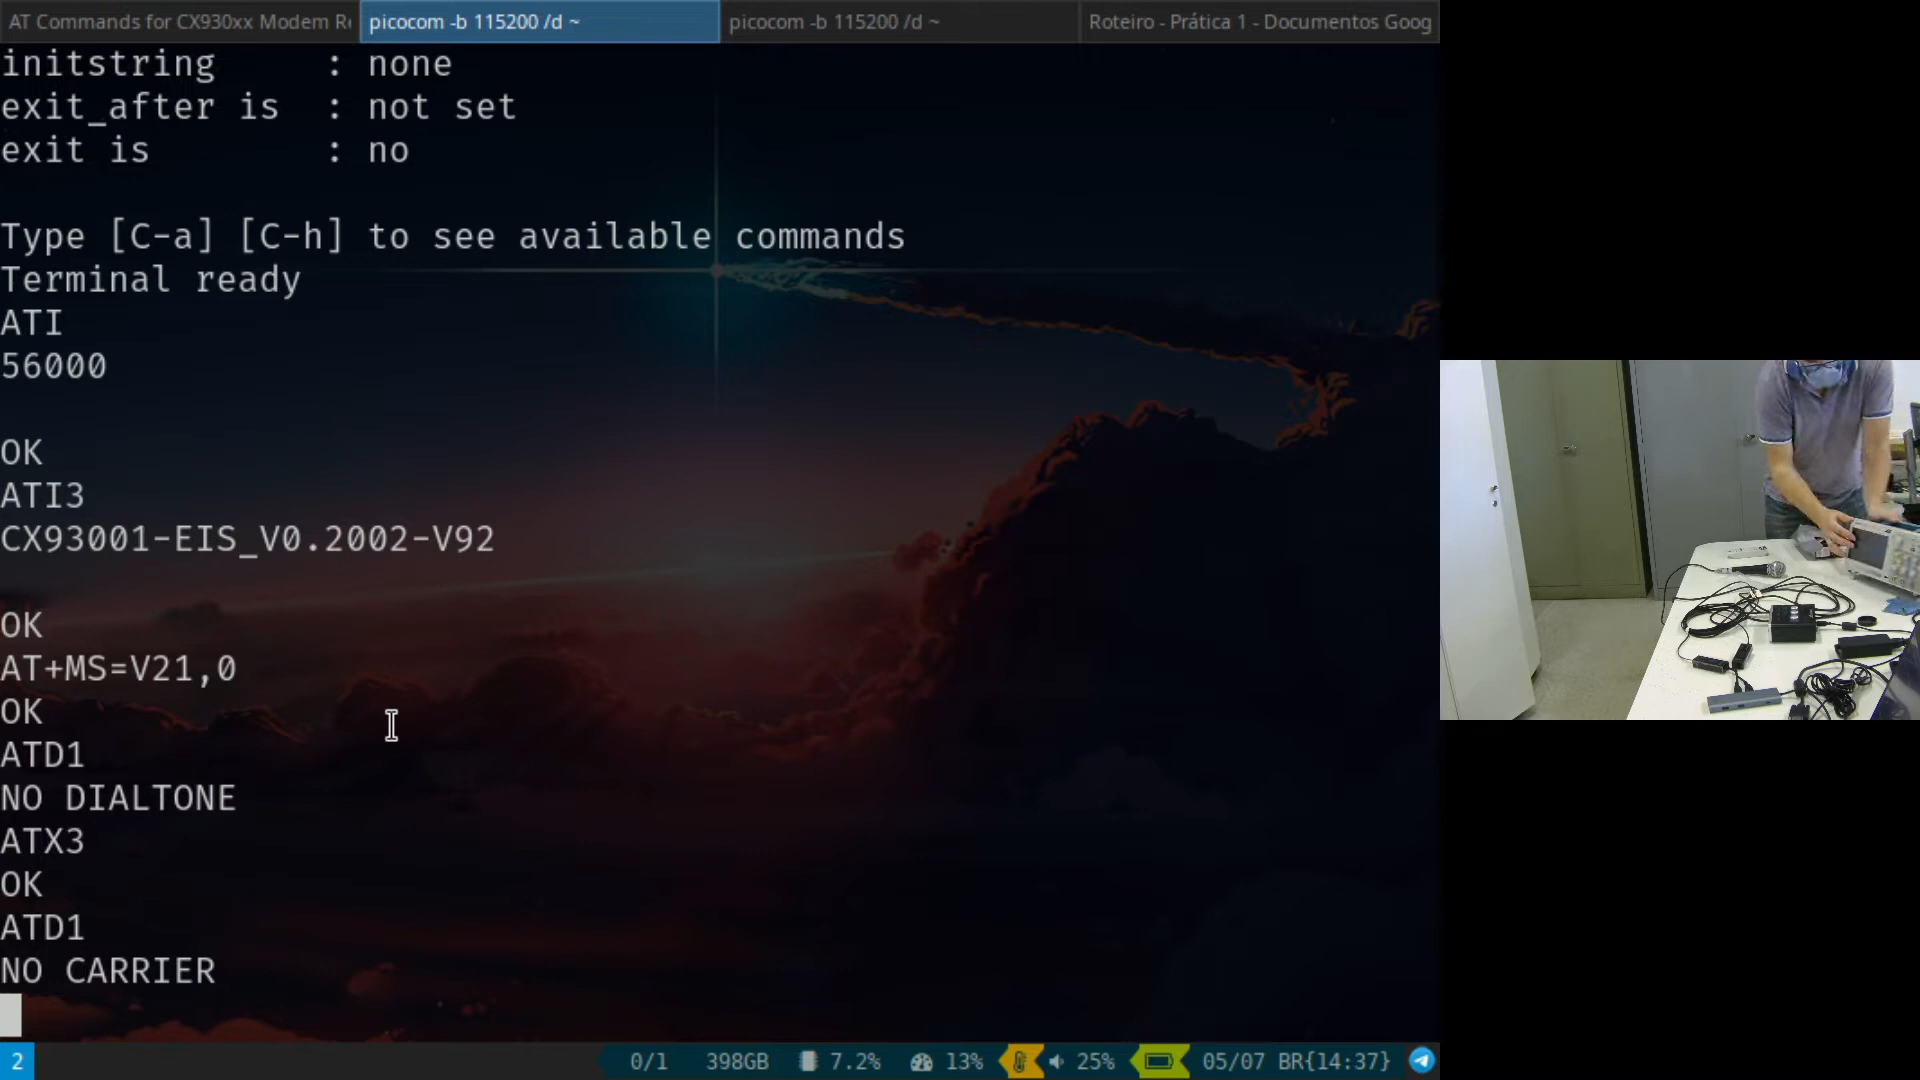 AT Commands for CX930xx Modem Re
picocom -b 115200 /d ~
picocom -b 115200 /d ~
Roteiro - Prática 1 - Documentos Goog
initstring : none
exit_after is : not set
exit is : no
Type [C-a] [C-h] to see available commands
Terminal ready
ATI
56000
OK
ATI3
CX93001-EIS_V0.2002-V92
OK
AT+MS=V21,0
OK
ATD1
NO DIALTONE
ATX3
OK
ATD1
NO CARRIER
2
0/1 398GB 7.2% 13% 25% 05/07 BR{14:37}